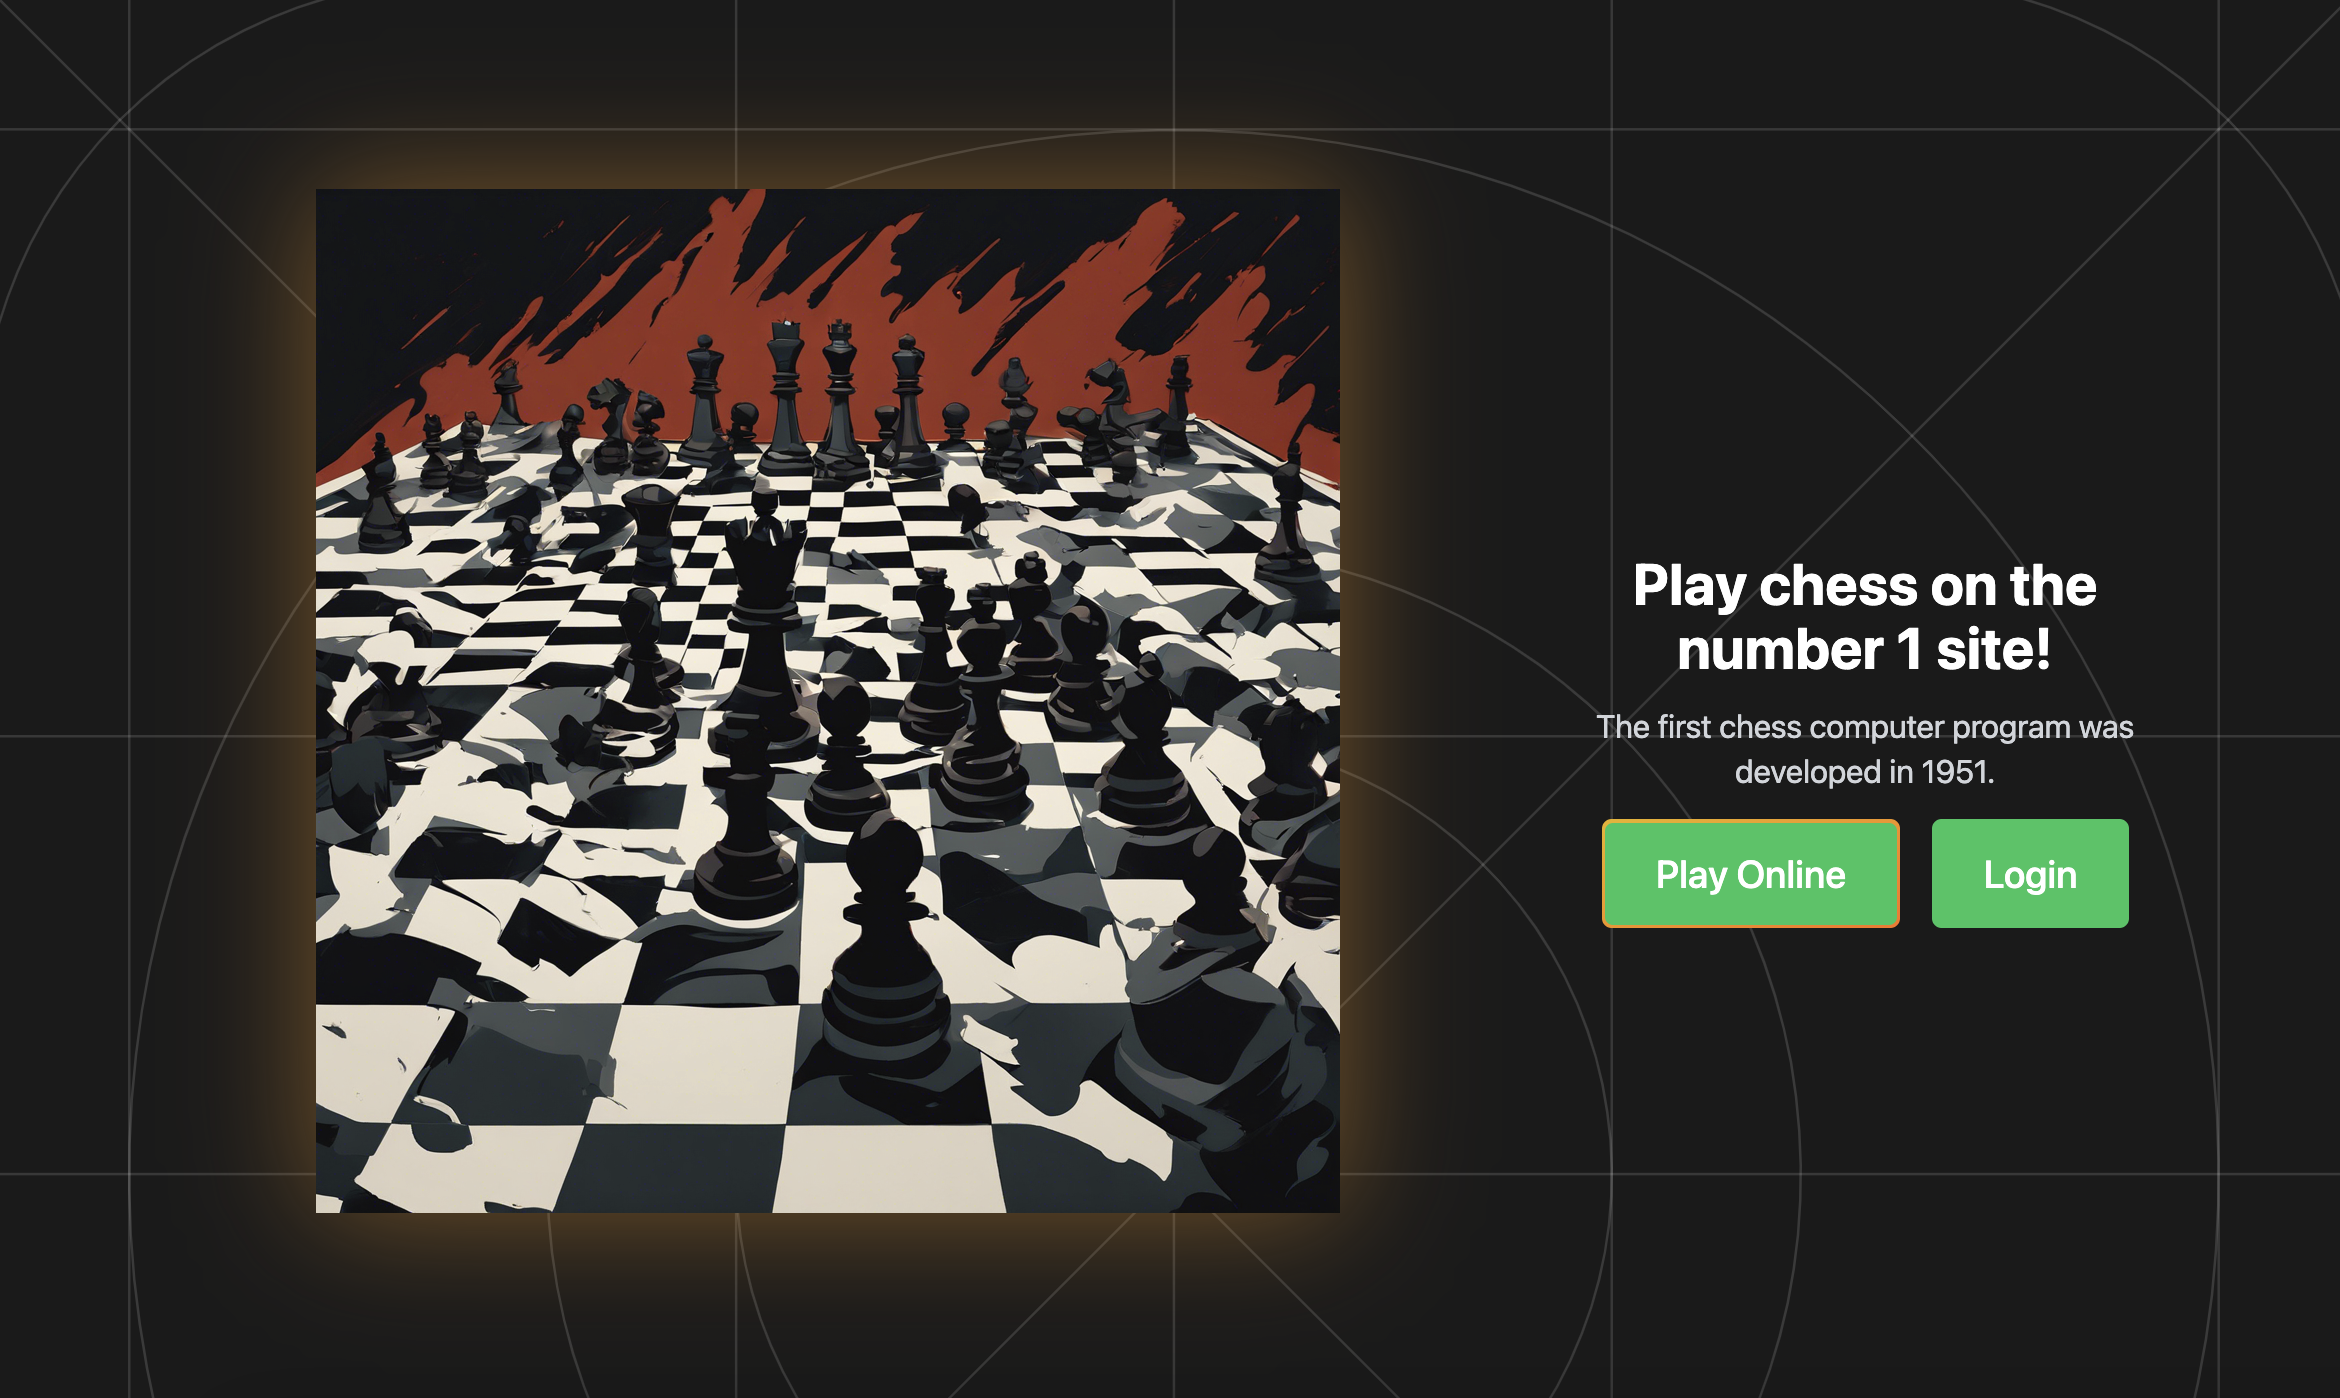 Play chess on the
number 1 site!
The first chess computer program was
developed in 1951.
Play Online
Login